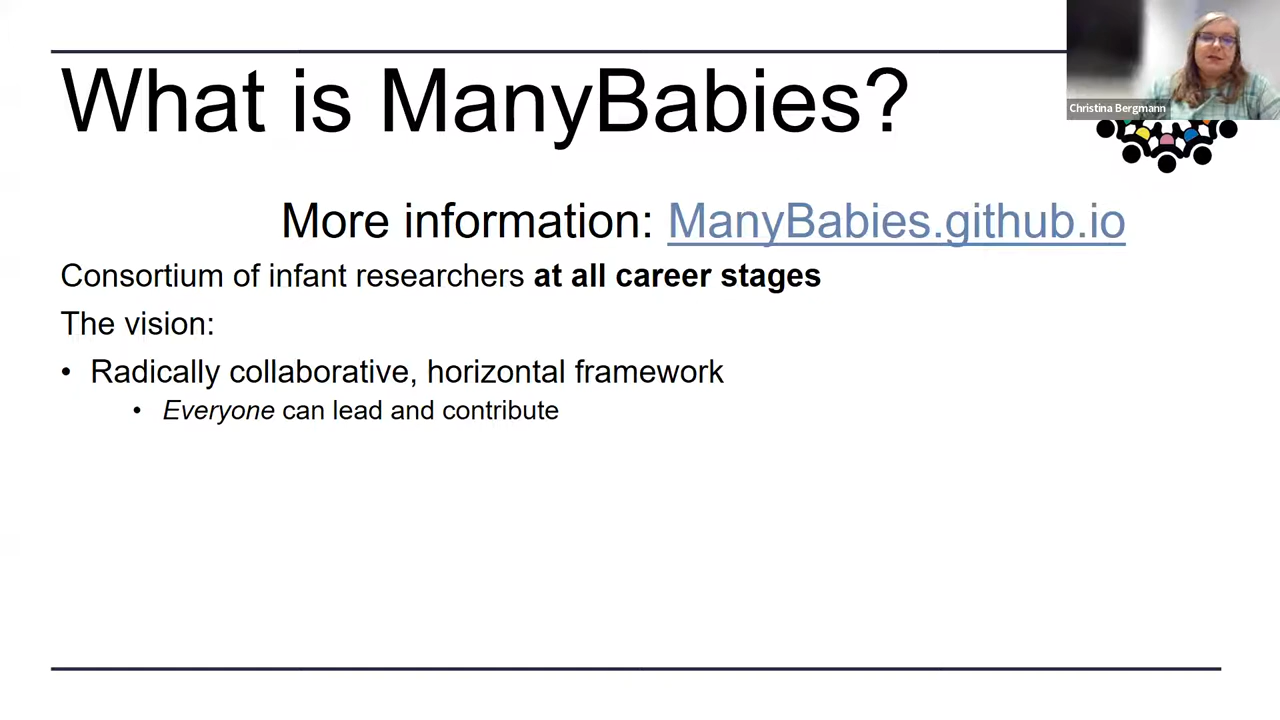 What is ManyBabies?
Christina Bergmann
More information: ManyBabies.github.io
Consortium of infant researchers at all career stages
The vision:
• Radically collaborative, horizontal framework
• Everyone can lead and contribute